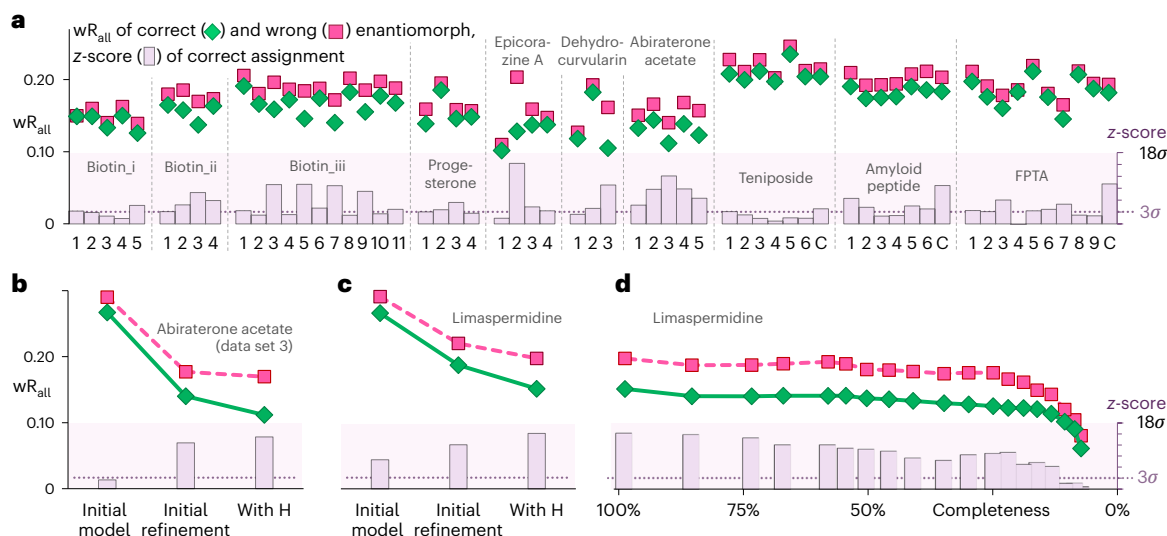 a
wRall of correct ( ) and wrong ( ) enantiomorph,
z-score ( ) of correct assignment
Epicora-
zine A
Dehydro-
curvularin
Abiraterone
acetate
0.20
wRall
0.10
0
z-score
18σ
3σ
Biotin_i
Biotin_ii
Biotin_iii
Proge-
sterone
Teniposide
Amyloid
peptide
FPTA
1 2 3 4 5 1 2 3 4 1 2 3 4 5 6 7 8 9 10 11 1 2 3 4 1 2 3 4 1 2 3 1 2 3 4 5 1 2 3 4 5 6 C 1 2 3 4 5 6 C 1 2 3 4 5 6 7 8 9 C
b
Abiraterone acetate
(data set 3)
0.20
wRall
0.10
0
Initial
model
Initial
refinement
With H
c
Limaspermidine
Initial
model
Initial
refinement
With H
d
Limaspermidine
z-score
18σ
3σ
100% 75% 50% Completeness 0%